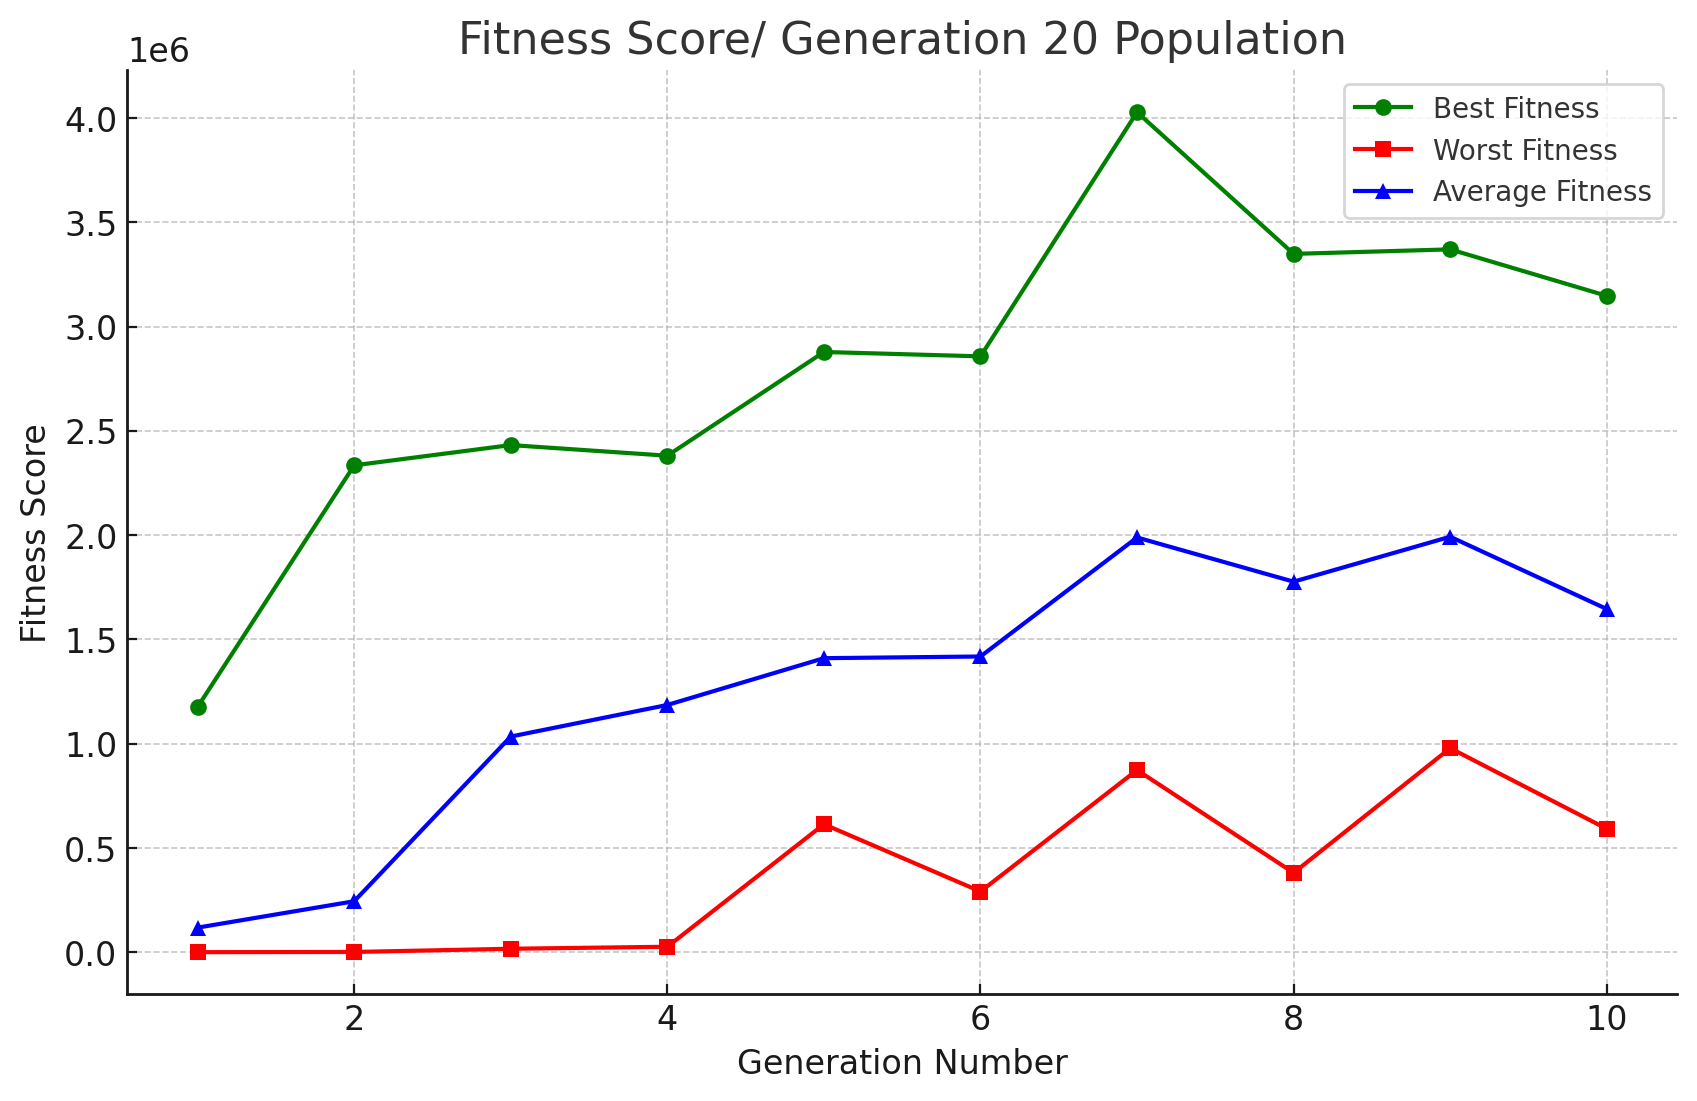 Fitness Score/ Generation 20 Population
1e6
4.0
3.5
3.0
2.5
2.0
1.5
1.0
0.5
0.0
Fitness Score
2 4 6 8 10
Generation Number
Best Fitness
Worst Fitness
Average Fitness